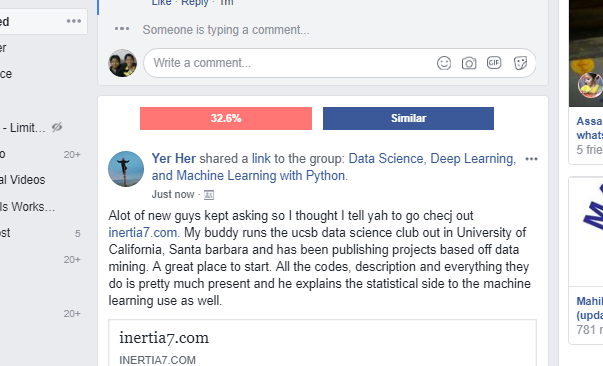 Like · Reply · 1m
ed
Someone is typing a comment...
er
ce
Write a comment...
GIF
- Limit...
o
20+
al Videos
ls Works...
ost
5
20+
20+
32.6%
Similar
Yer Her shared a link to the group: Data Science, Deep Learning,
and Machine Learning with Python.
Just now ·
Alot of new guys kept asking so I thought I tell yah to go checj out
inertia7.com. My buddy runs the ucsb data science club out in University of
California, Santa barbara and has been publishing projects based off data
mining. A great place to start. All the codes, description and everything they
do is pretty much present and he explains the statistical side to the machine
learning use as well.
inertia7.com
INERTIA7.COM
Assa
whats
5 frie
M
Mahil
(upda
781 r